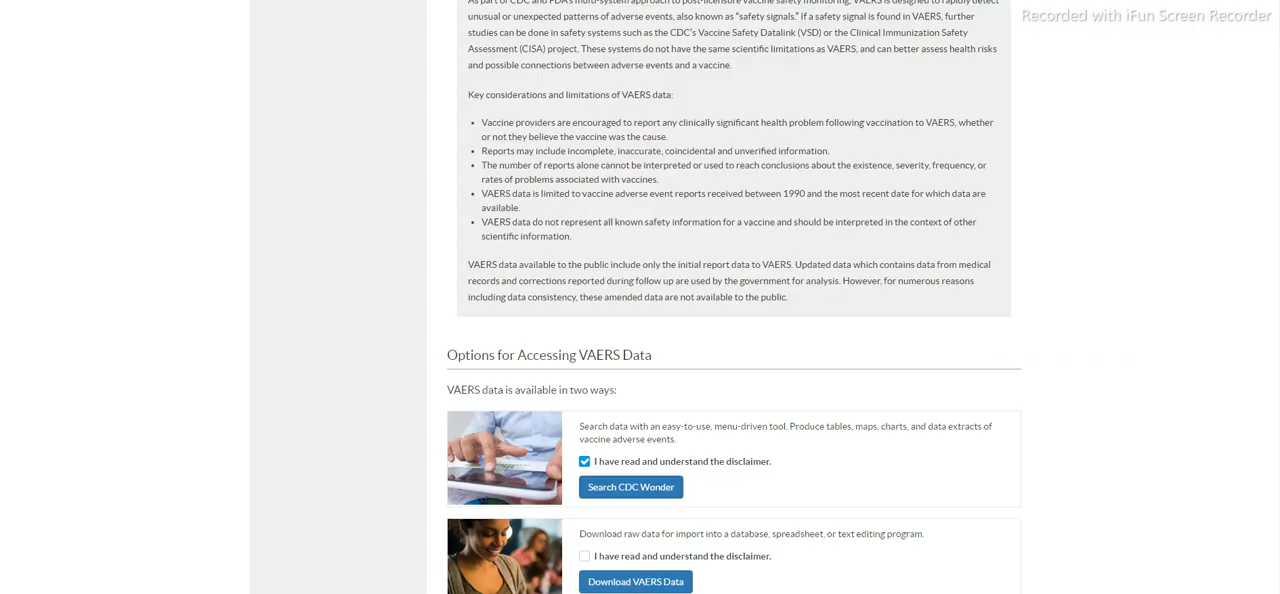 As part of CDC and FDA's multi-system approach to post-licensure vaccine safety monitoring, VAERS is designed to rapidly detect
Recorded with iFun Screen Recorder
unusual or unexpected patterns of adverse events, also known as "safety signals." If a safety signal is found in VAERS, further
studies can be done in safety systems such as the CDC's Vaccine Safety Datalink (VSD) or the Clinical Immunization Safety
Assessment (CISA) project. These systems do not have the same scientific limitations as VAERS, and can better assess health risks
and possible connections between adverse events and a vaccine.
Key considerations and limitations of VAERS data:
• Vaccine providers are encouraged to report any clinically significant health problem following vaccination to VAERS, whether
or not they believe the vaccine was the cause.
• Reports may include incomplete, inaccurate, coincidental and unverified information.
• The number of reports alone cannot be interpreted or used to reach conclusions about the existence, severity, frequency, or
rates of problems associated with vaccines.
• VAERS data is limited to vaccine adverse event reports received between 1990 and the most recent date for which data are
available.
• VAERS data do not represent all known safety information for a vaccine and should be interpreted in the context of other
scientific information.
VAERS data available to the public include only the initial report data to VAERS. Updated data which contains data from medical
records and corrections reported during follow up are used by the government for analysis. However, for numerous reasons
including data consistency, these amended data are not available to the public.
Options for Accessing VAERS Data
VAERS data is available in two ways:
Search data with an easy-to-use, menu-driven tool. Produce tables, maps, charts, and data extracts of
vaccine adverse events.
I have read and understand the disclaimer.
Search CDC Wonder
Download raw data for import into a database, spreadsheet, or text editing program.
I have read and understand the disclaimer.
Download VAERS Data